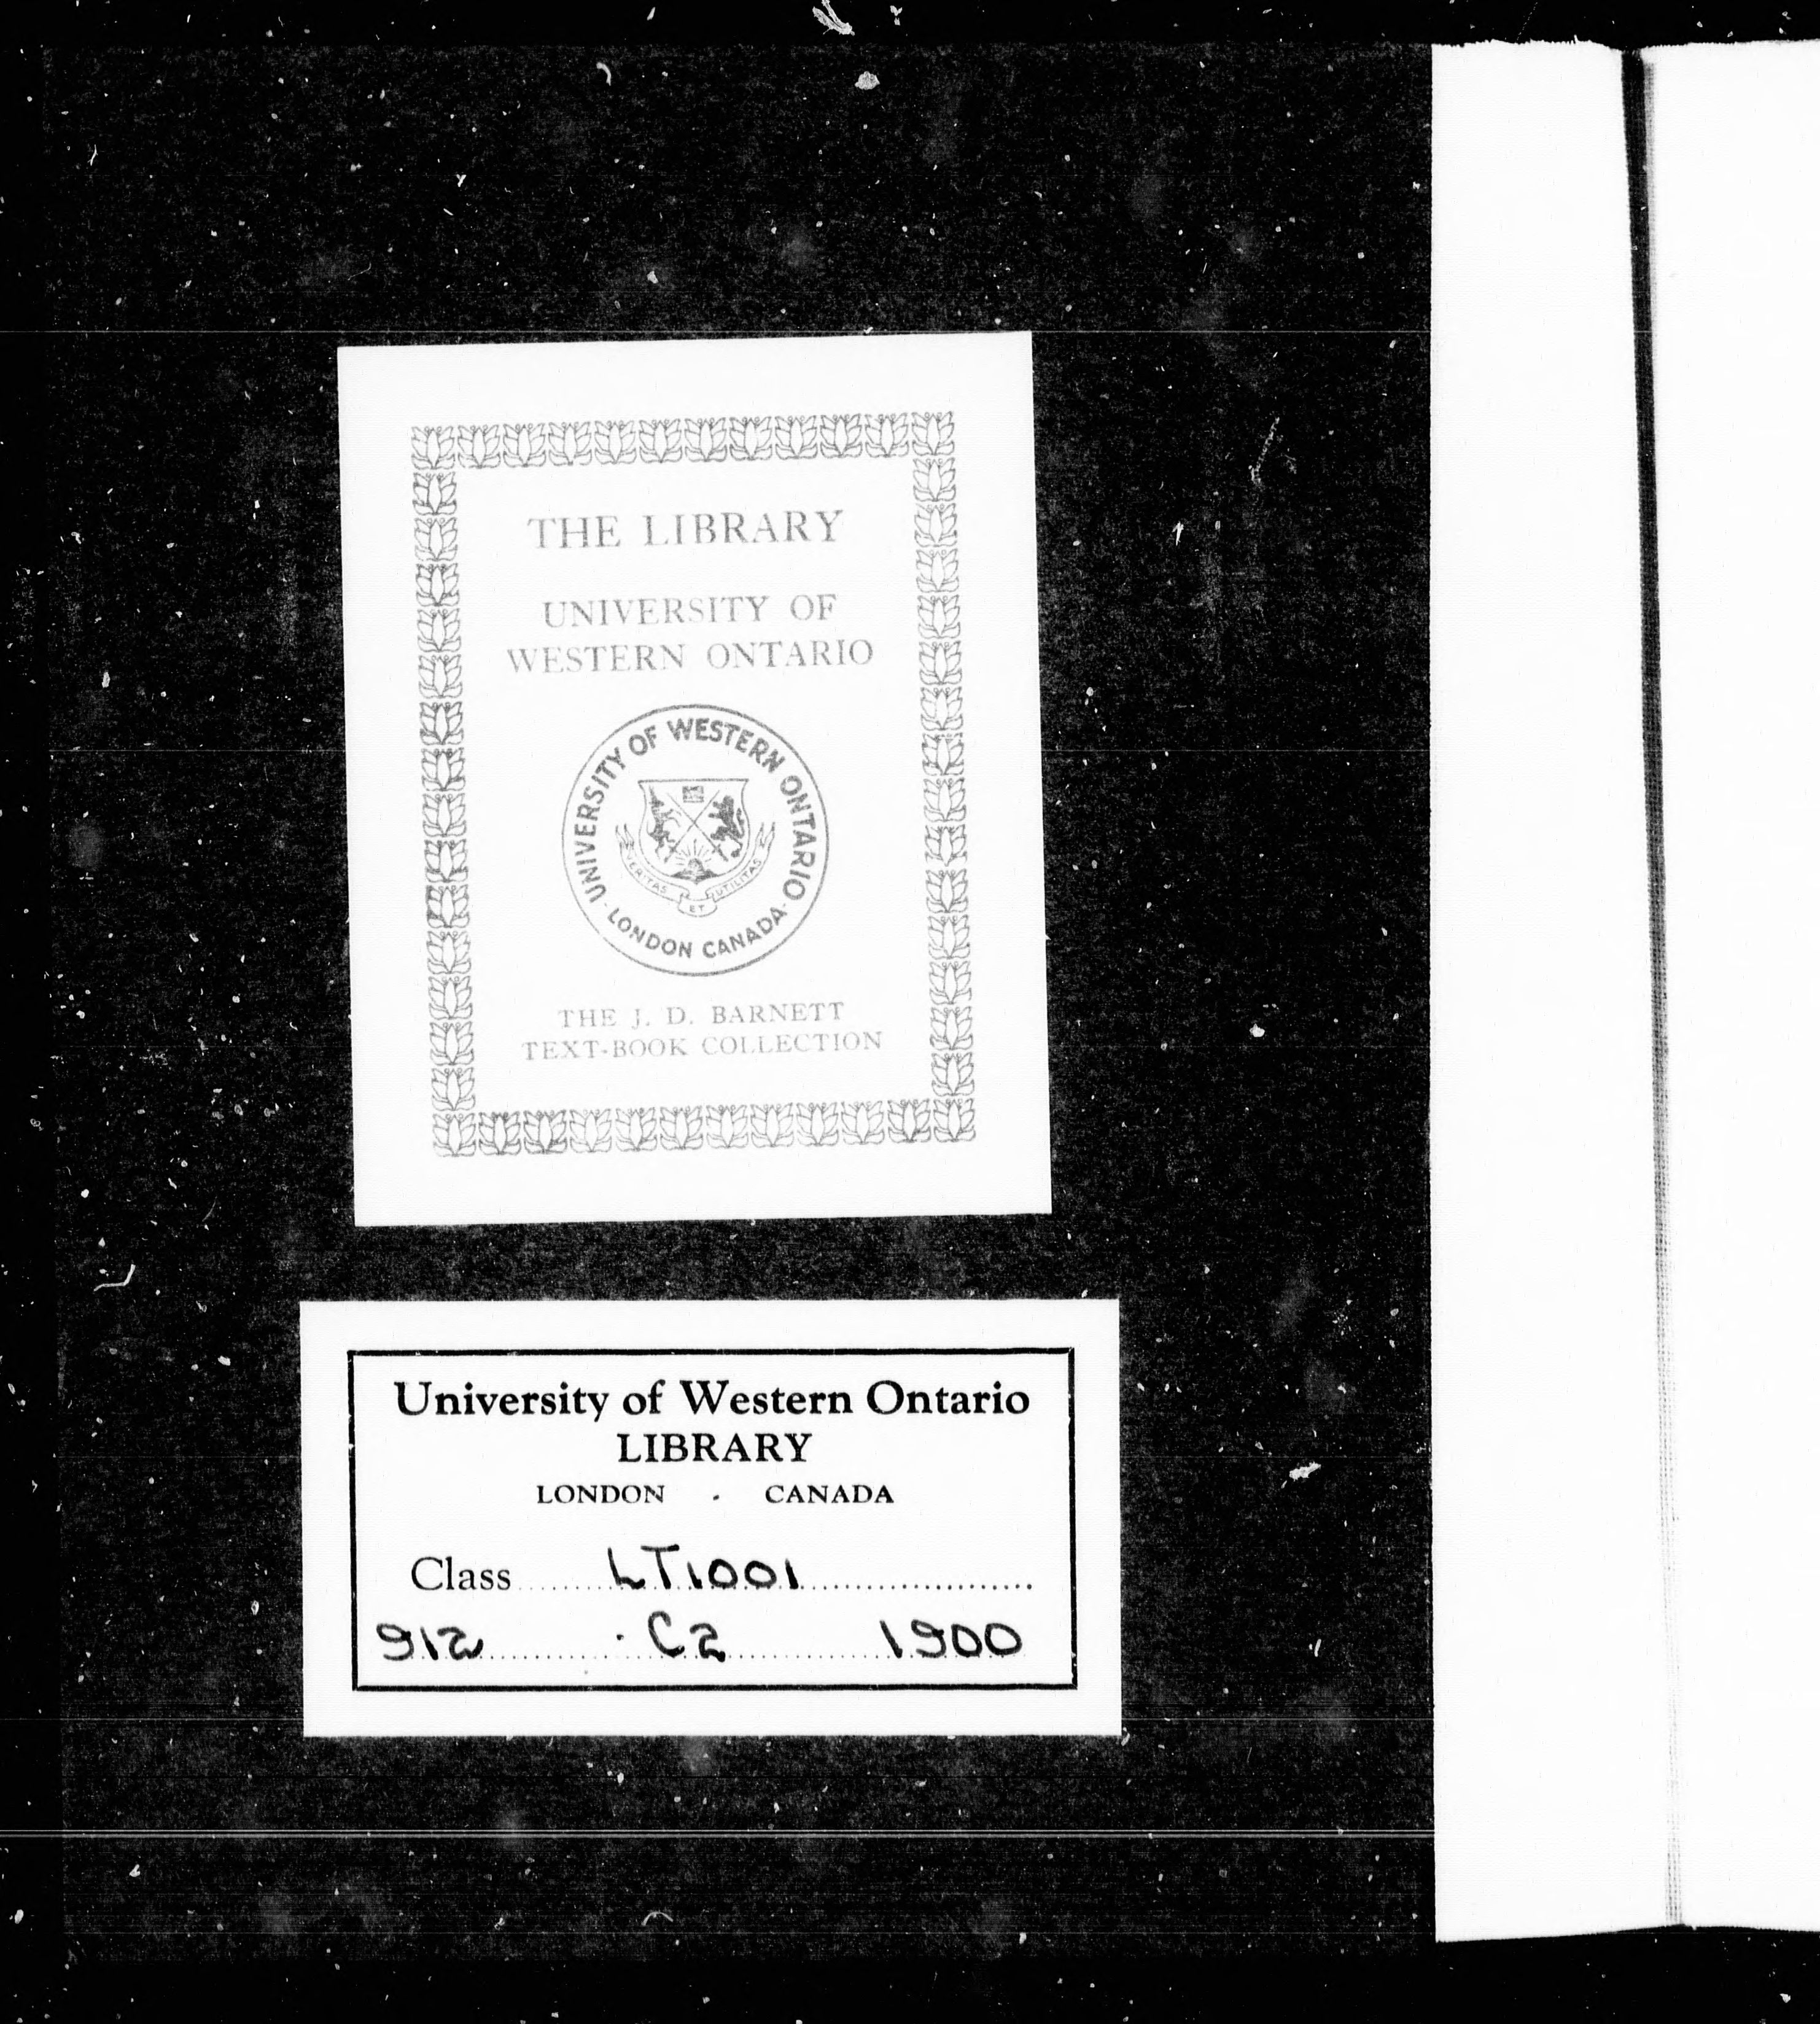 THE LIBRARY
UNIVERSITY OF
WESTERN ONTARIO
UNIVERSITY OF WESTERN ONTARIO
VERITAS ET UTILITAS
· LONDON CANADA ·
THE J. D. BARNETT
TEXT-BOOK COLLECTION
University of Western Ontario
LIBRARY
LONDON · CANADA
Class LT1001
912 .C2 1900